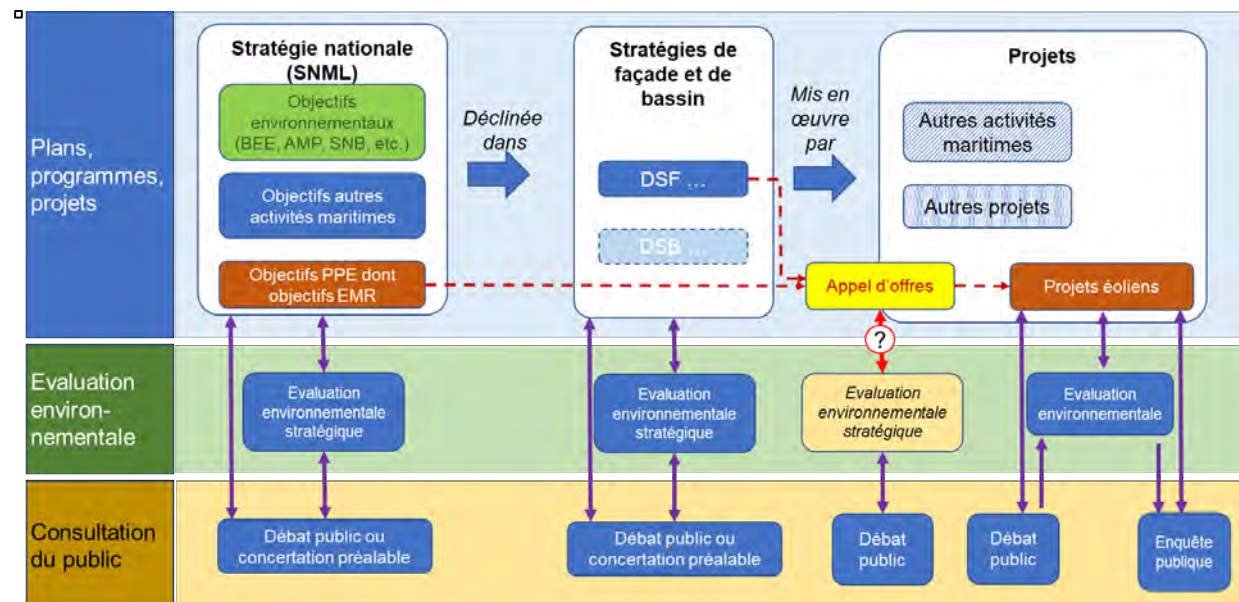 Plans,
programmes,
projets
Stratégie nationale
(SNML)
Objectifs
environnementaux
(BEE, AMP, SNB, etc.)
Objectifs autres
activités maritimes
Objectifs PPE dont
objectifs EMR
Déclinée
dans
Stratégies de
façade et de
bassin
DSF ...
DSB ...
Mis en
œuvre
par
Projets
Autres activités
maritimes
Autres projets
Appel d'offres
Projets éoliens
?
Evaluation
environ-
nementale
Evaluation
environnementale
stratégique
Evaluation
environnementale
stratégique
Evaluation
environnementale
stratégique
Evaluation
environnementale
Consultation
du public
Débat public ou
concertation préalable
Débat public ou
concertation préalable
Débat
public
Débat
public
Enquête
publique